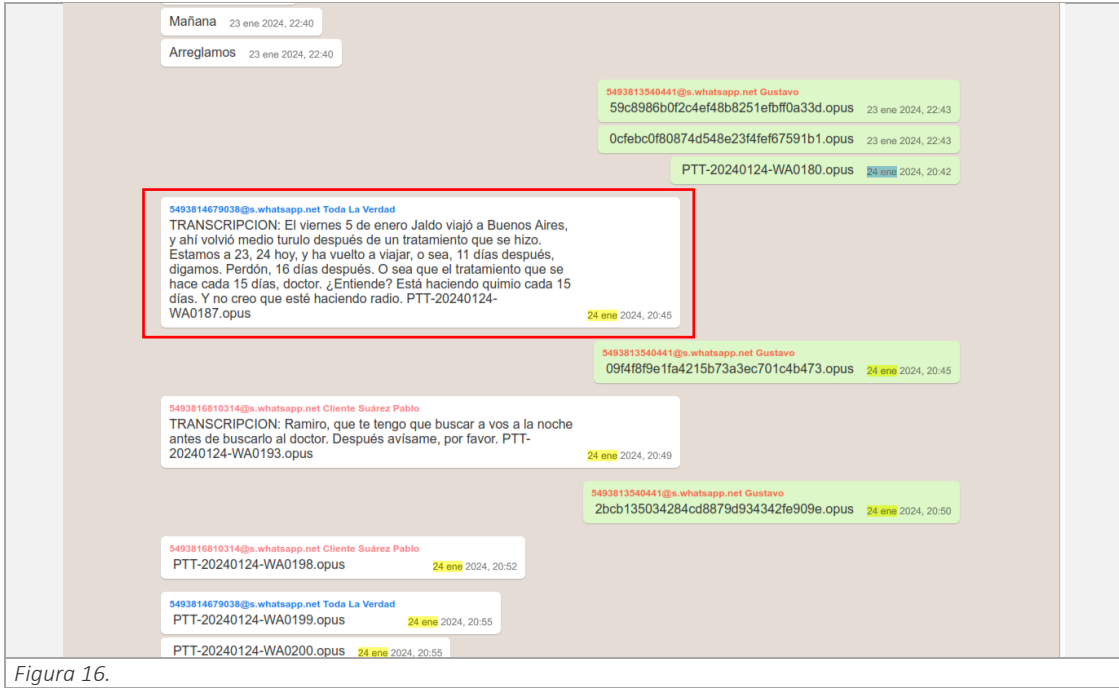 Mañana 23 ene 2024, 22:40
Arreglamos 23 ene 2024, 22:40
5493813540441@s.whatsapp.net Gustavo
59c8986b0f2c4ef48b8251efbff0a33d.opus 23 ene 2024, 22:43
0cfebc0f80874d548e23f4fef67591b1.opus 23 ene 2024, 22:43
PTT-20240124-WA0180.opus 24 ene 2024, 20:42
5493814679038@s.whatsapp.net Toda La Verdad
TRANSCRIPCION: El viernes 5 de enero Jaldo viajó a Buenos Aires,
y ahí volvió medio turulo después de un tratamiento que se hizo.
Estamos a 23, 24 hoy, y ha vuelto a viajar, o sea, 11 días después,
digamos. Perdón, 16 días después. O sea que el tratamiento que se
hace cada 15 días, doctor. ¿Entiende? Está haciendo quimio cada 15
días. Y no creo que esté haciendo radio. PTT-20240124-
WA0187.opus 24 ene 2024, 20:45
5493813540441@s.whatsapp.net Gustavo
09f4f8f9e1fa4215b73a3ec701c4b473.opus 24 ene 2024, 20:45
5493816810314@s.whatsapp.net Cliente Suárez Pablo
TRANSCRIPCION: Ramiro, que te tengo que buscar a vos a la noche
antes de buscarlo al doctor. Después avísame, por favor. PTT-
20240124-WA0193.opus 24 ene 2024, 20:49
5493813540441@s.whatsapp.net Gustavo
2bcb135034284cd8879d934342fe909e.opus 24 ene 2024, 20:50
5493816810314@s.whatsapp.net Cliente Suárez Pablo
PTT-20240124-WA0198.opus 24 ene 2024, 20:52
5493814679038@s.whatsapp.net Toda La Verdad
PTT-20240124-WA0199.opus 24 ene 2024, 20:55
PTT-20240124-WA0200.opus 24 ene 2024, 20:55
Figura 16.